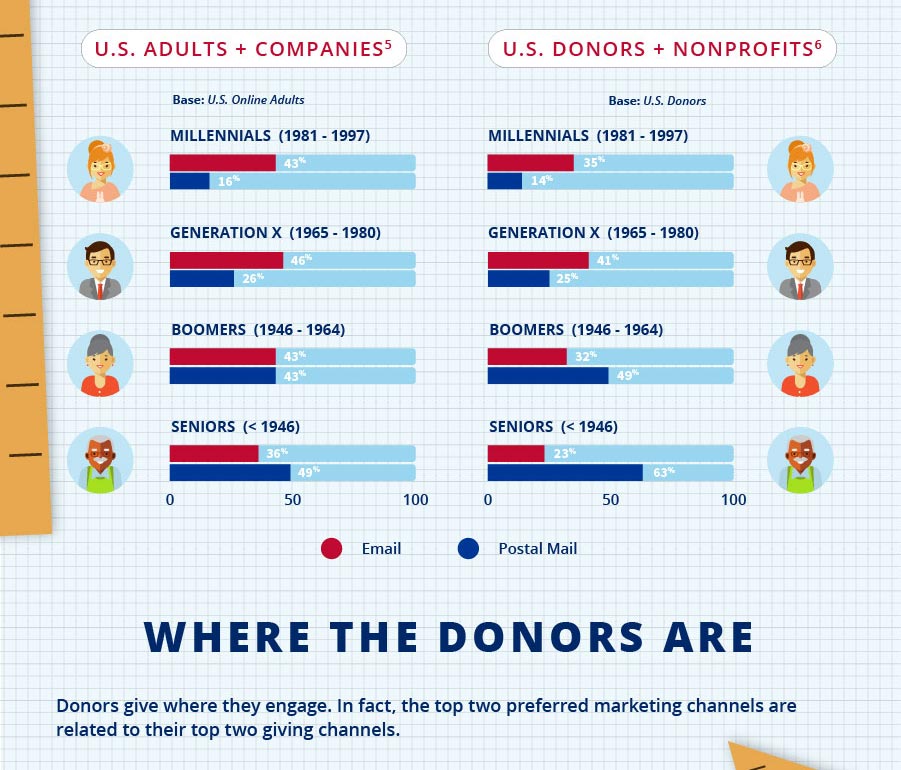 U.S. ADULTS + COMPANIES5
Base: U.S. Online Adults
MILLENNIALS (1981 - 1997)
43%
16%
GENERATION X (1965 - 1980)
46%
26%
BOOMERS (1946 - 1964)
43%
43%
SENIORS (< 1946)
36%
49%
0 50 100
U.S. DONORS + NONPROFITS6
Base: U.S. Donors
MILLENNIALS (1981 - 1997)
35%
14%
GENERATION X (1965 - 1980)
41%
25%
BOOMERS (1946 - 1964)
32%
49%
SENIORS (< 1946)
23%
63%
0 50 100
Email Postal Mail
WHERE THE DONORS ARE
Donors give where they engage. In fact, the top two preferred marketing channels are
related to their top two giving channels.